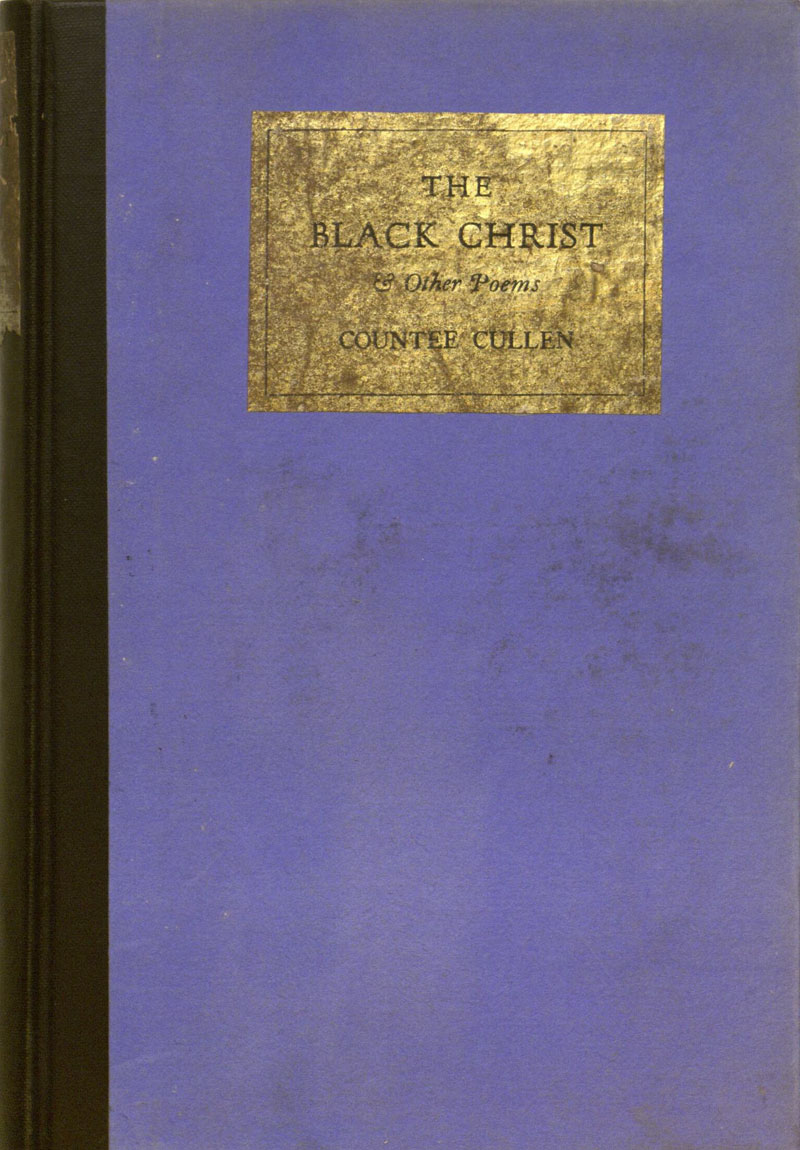 THE
BLACK CHRIST
& Other Poems
COUNTEE CULLEN